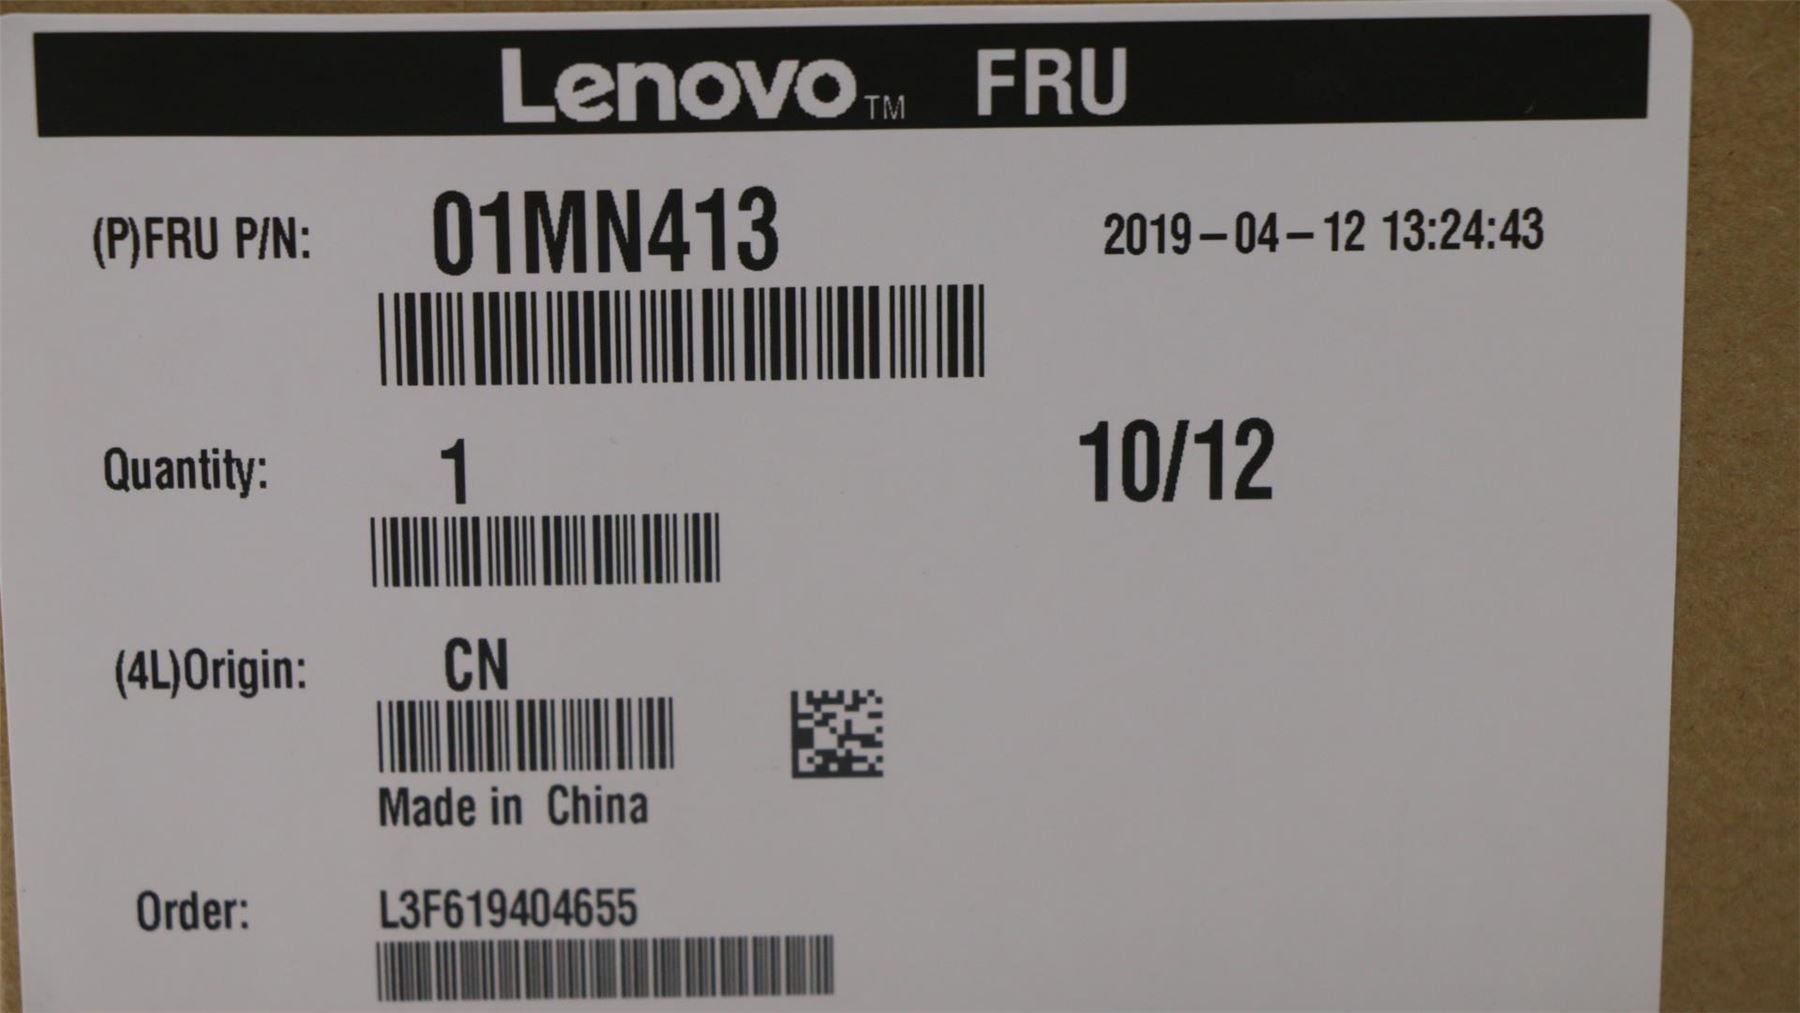 Lenovo™ FRU
(P)FRU P/N: 01MN413 2019-04-12 13:24:43
Quantity: 1 10/12
(4L)Origin: CN
Made in China
Order: L3F619404655